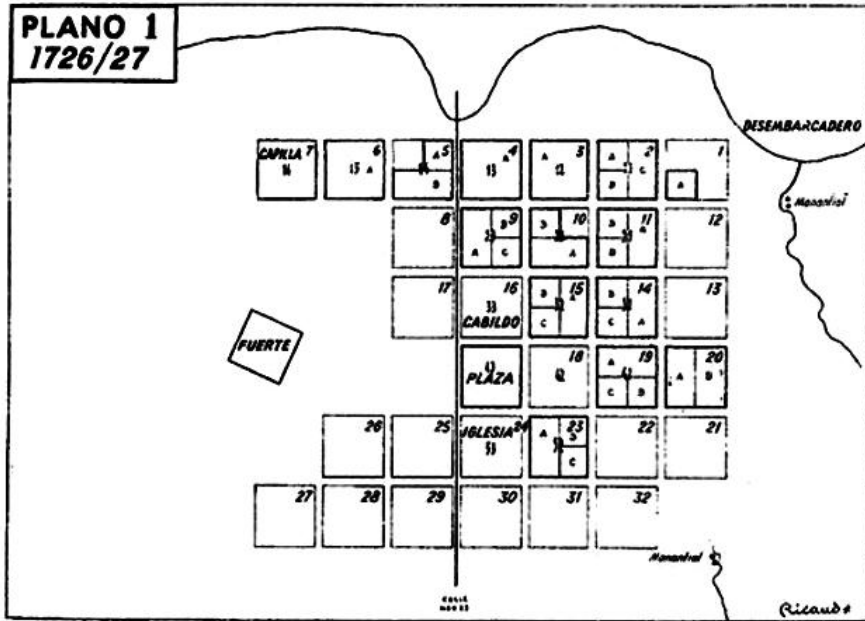 PLANO 1
1726/27
DESEMBARCADERO
CAPILLA 7
6
A
5
A
B
4
A
3
A
2
A
C
B
1
A
Manantial
8
9
B
A
C
10
B
A
11
A
B
12
17
16
CABILDO
15
B
A
C
14
B
C
A
13
FUERTE
PLAZA
18
19
A
C
B
20
A
B
26
25
IGLESIA 24
23
A
B
C
22
21
27
28
29
30
31
32
Manantial
CALLE